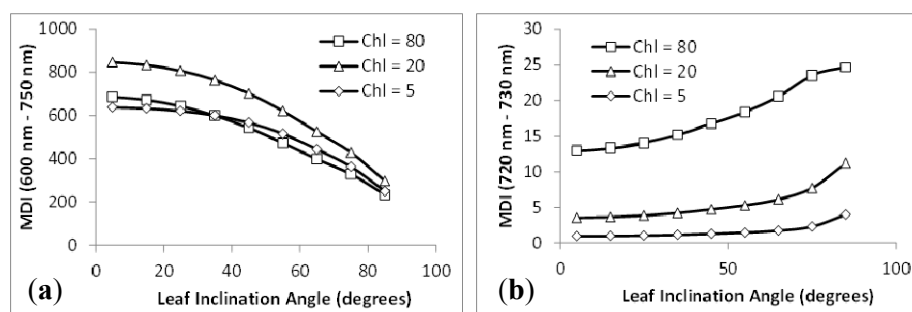 MDI (600 nm - 750 nm)
1000
800
600
400
200
0
Chl = 80
Chl = 20
Chl = 5
0 20 40 60 80 100
Leaf Inclination Angle (degrees)
(a)
MDI (720 nm - 730 nm)
30
25
20
15
10
5
0
Chl = 80
Chl = 20
Chl = 5
0 50 100
Leaf Inclination Angle (degrees)
(b)